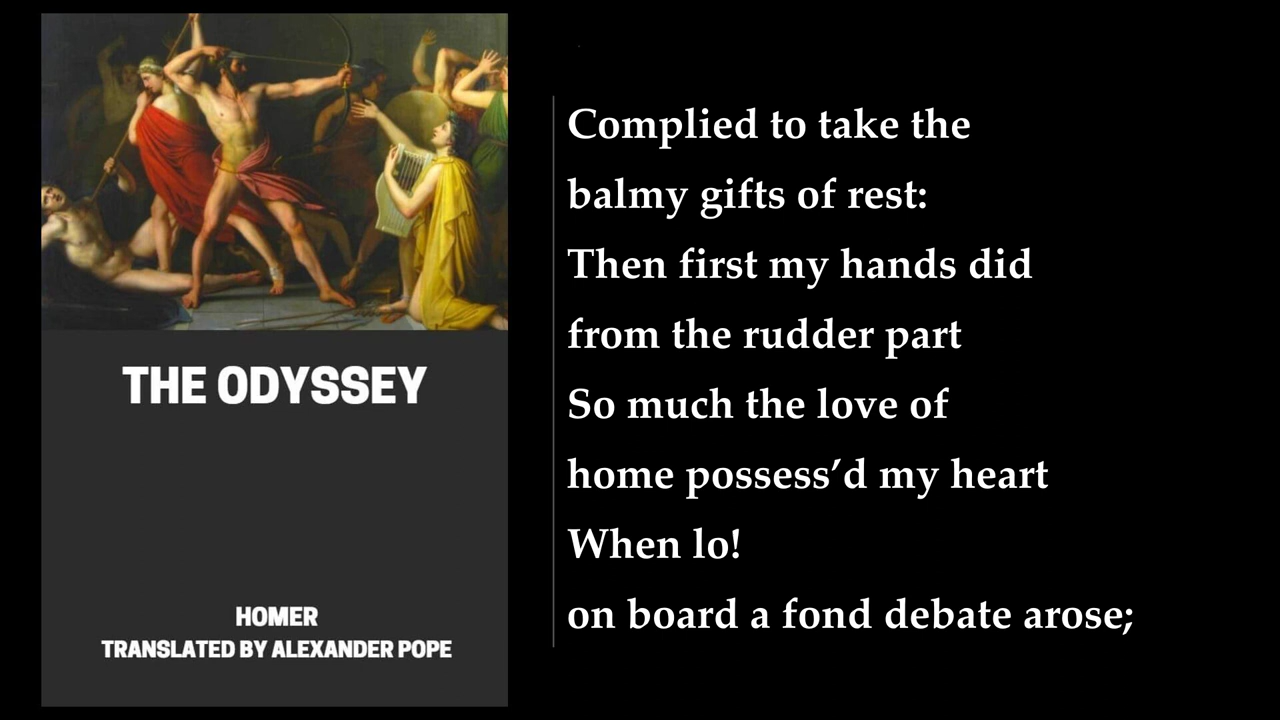 THE ODYSSEY
HOMER
TRANSLATED BY ALEXANDER POPE
Complied to take the
balmy gifts of rest:
Then first my hands did
from the rudder part
So much the love of
home possess’d my heart
When lo!
on board a fond debate arose;